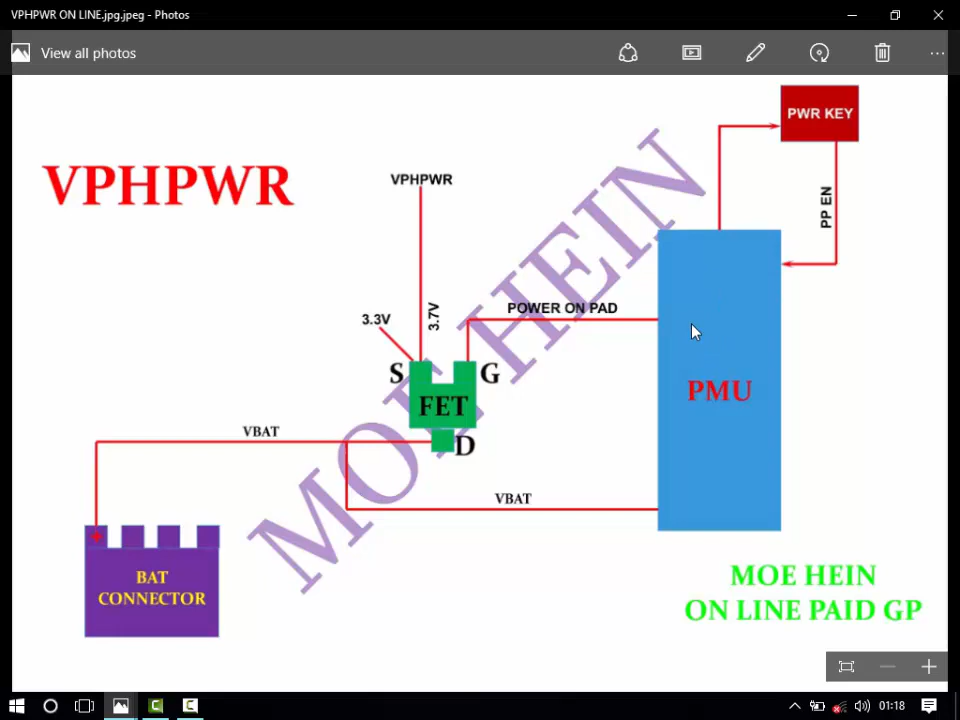 VPHPWR ON LINE.jpg.jpeg - Photos
View all photos
PWR KEY
VPHPWR
VPHPWR
PP EN
3.3V
3.7V
POWER ON PAD
S
G
FET
D
PMU
VBAT
VBAT
BAT
CONNECTOR
MOE HEIN
MOE HEIN
ON LINE PAID GP
01:18